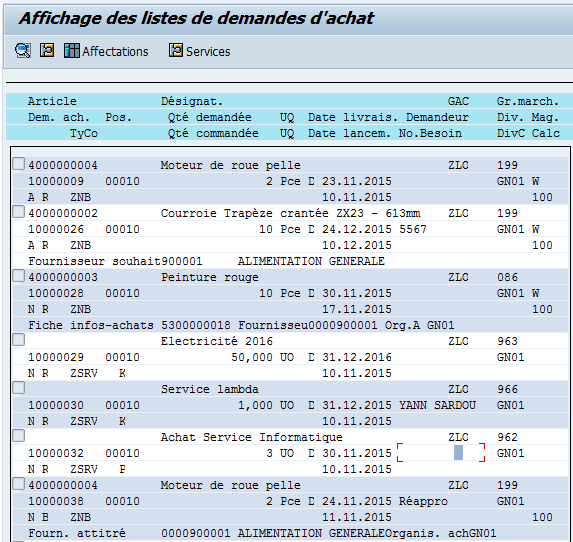 Affichage des listes de demandes d'achat
Affectations Services
Article Désignat. GAC Gr.march.
Dem. ach. Pos. Qté demandée UQ Date livrais. Demandeur Div. Mag.
TyCo Qté commandée UQ Date lancem. No.Besoin DivC Calc
4000000004 Moteur de roue pelle ZLO 199
10000009 00010 2 Pce D 23.11.2015 GN01 W
A R ZNB 10.11.2015 100
4000000002 Courroie Trapèze crantée ZX23 - 613mm ZLO 199
10000026 00010 10 Pce D 24.12.2015 5567 GN01 W
A R ZNB 10.12.2015 100
Fournisseur souhait900001 ALIMENTATION GENERALE
4000000003 Peinture rouge ZLO 086
10000028 00010 10 Pce D 30.11.2015 GN01 W
N R ZNB 17.11.2015 100
Fiche infos-achats 5300000018 Fournisseu0000900001 Org.A GN01
Electricité 2016 ZLO 963
10000029 00010 50,000 UO D 31.12.2016 GN01
N R ZSRV K 10.11.2015
Service lambda ZLO 966
10000030 00010 1,000 UO D 31.12.2015 YANN SARDOU GN01
N R ZSRV K 10.11.2015
Achat Service Informatique ZLO 962
10000032 00010 3 UO D 30.11.2015 GN01
N R ZSRV P 10.11.2015
4000000004 Moteur de roue pelle ZLO 199
10000038 00010 2 Pce D 24.11.2015 Réappro GN01
N B ZNB 11.11.2015 100
Fourn. attitré 0000900001 ALIMENTATION GENERALEOrganis. achGN01